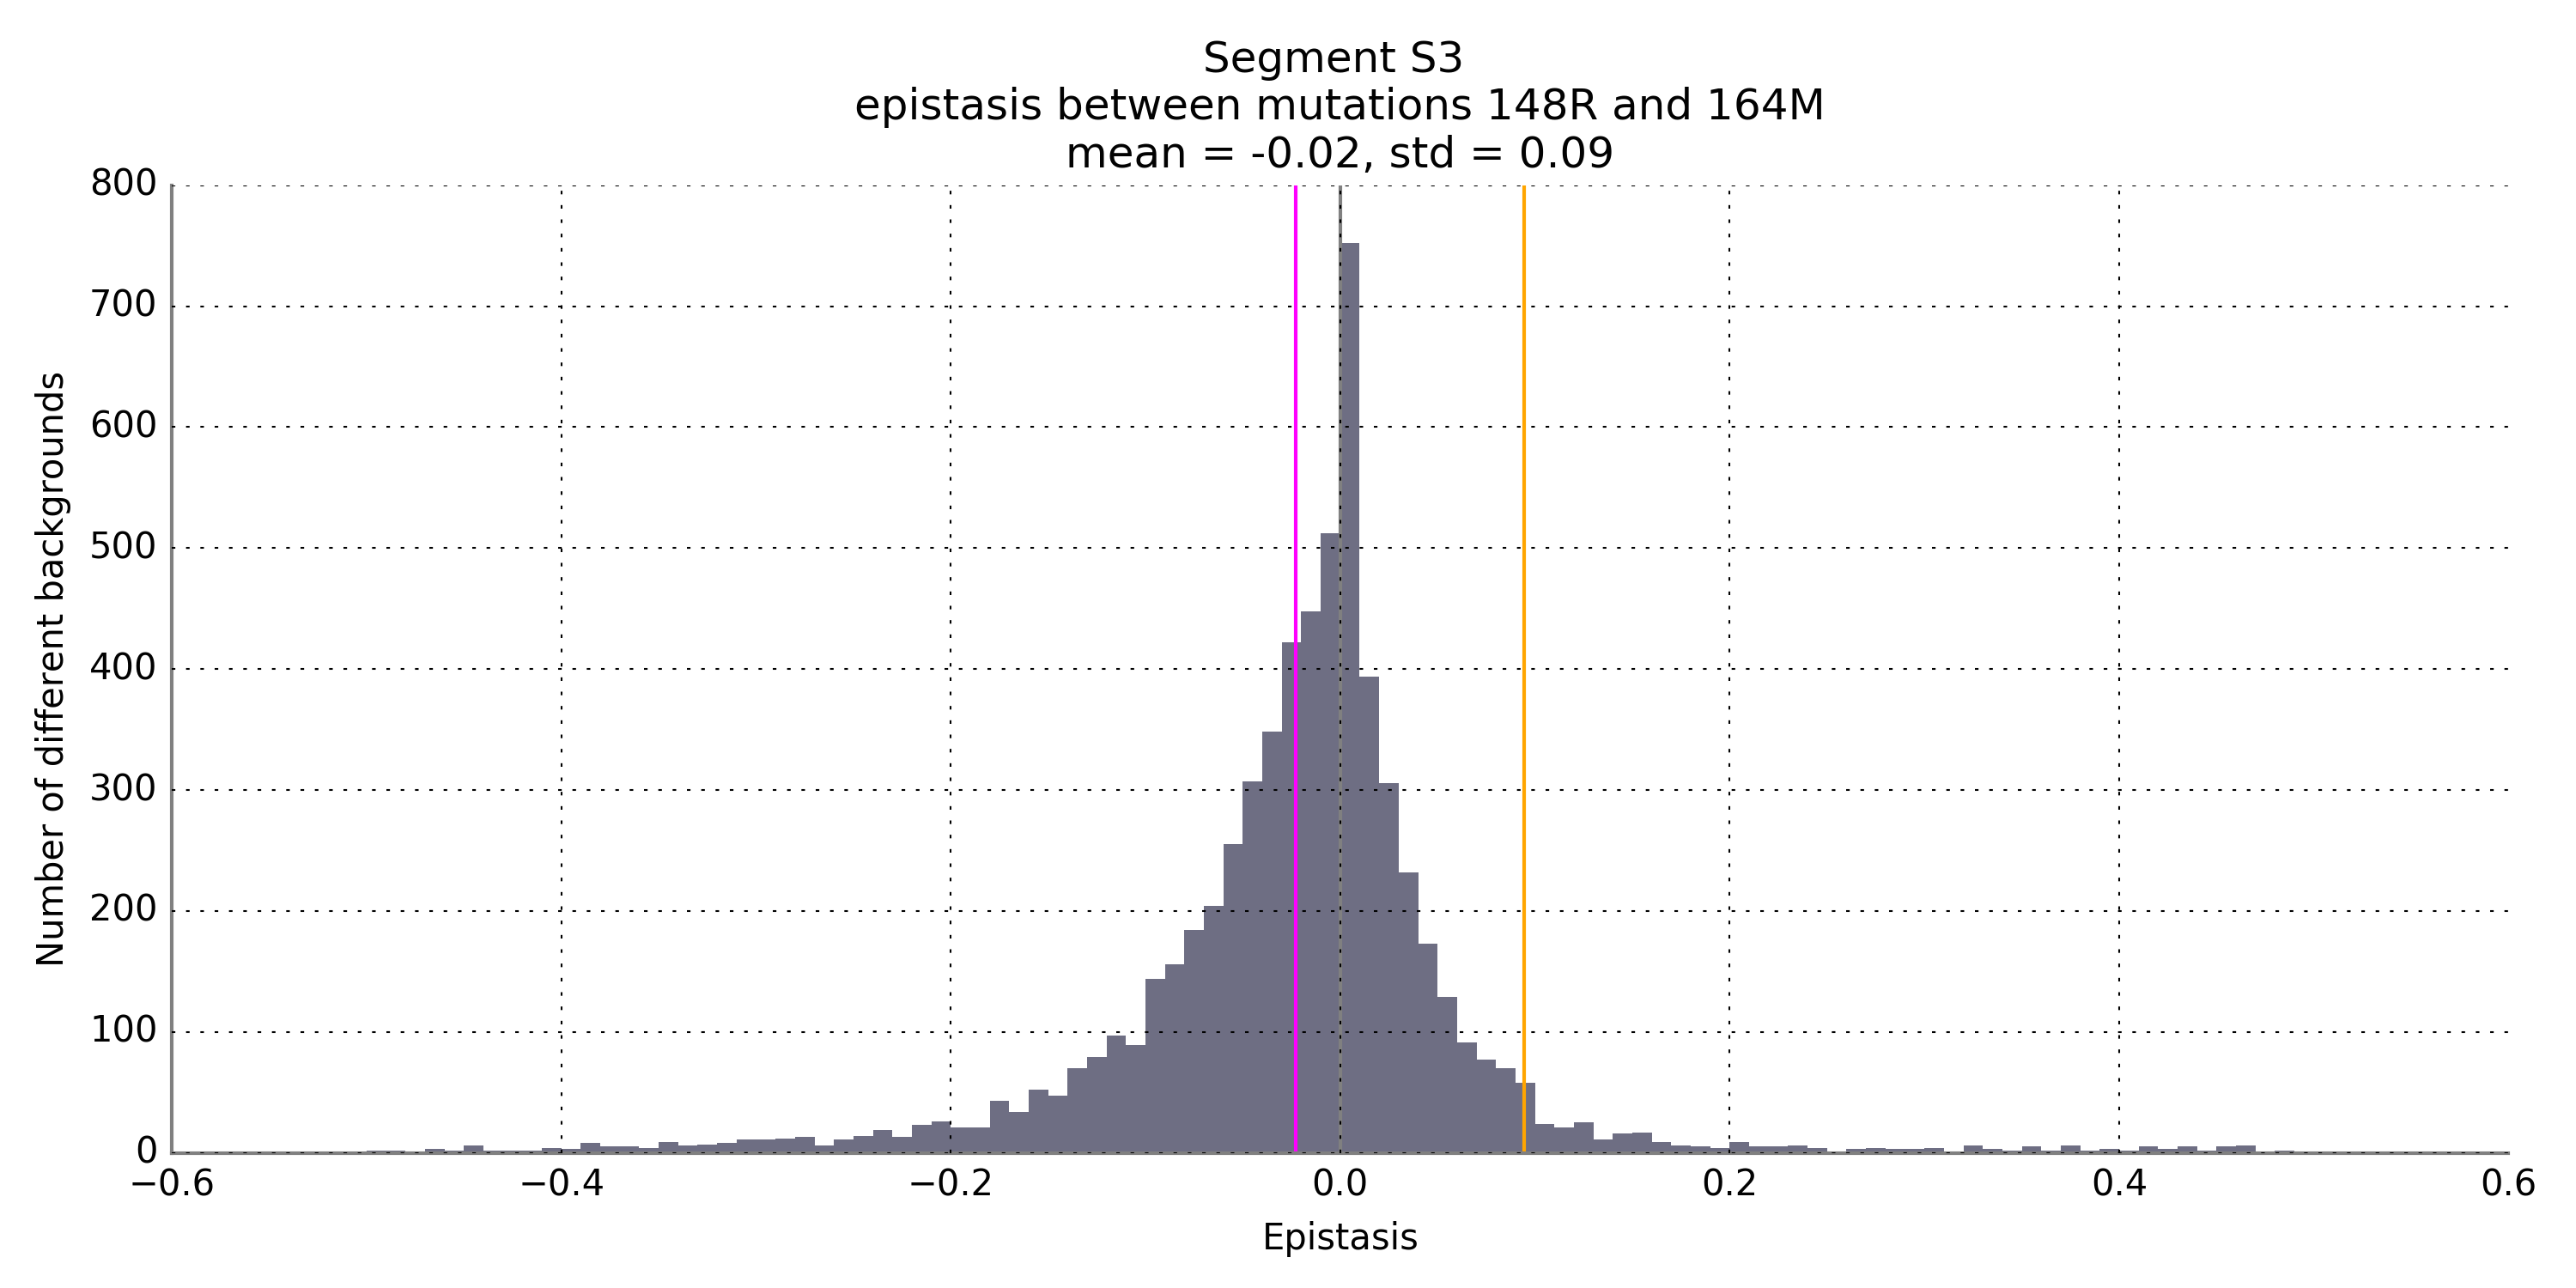 Segment S3
epistasis between mutations 148R and 164M
mean = -0.02, std = 0.09
800
700
600
500
400
300
200
100
0
Number of different backgrounds
−0.6 −0.4 −0.2 0.0 0.2 0.4 0.6
Epistasis